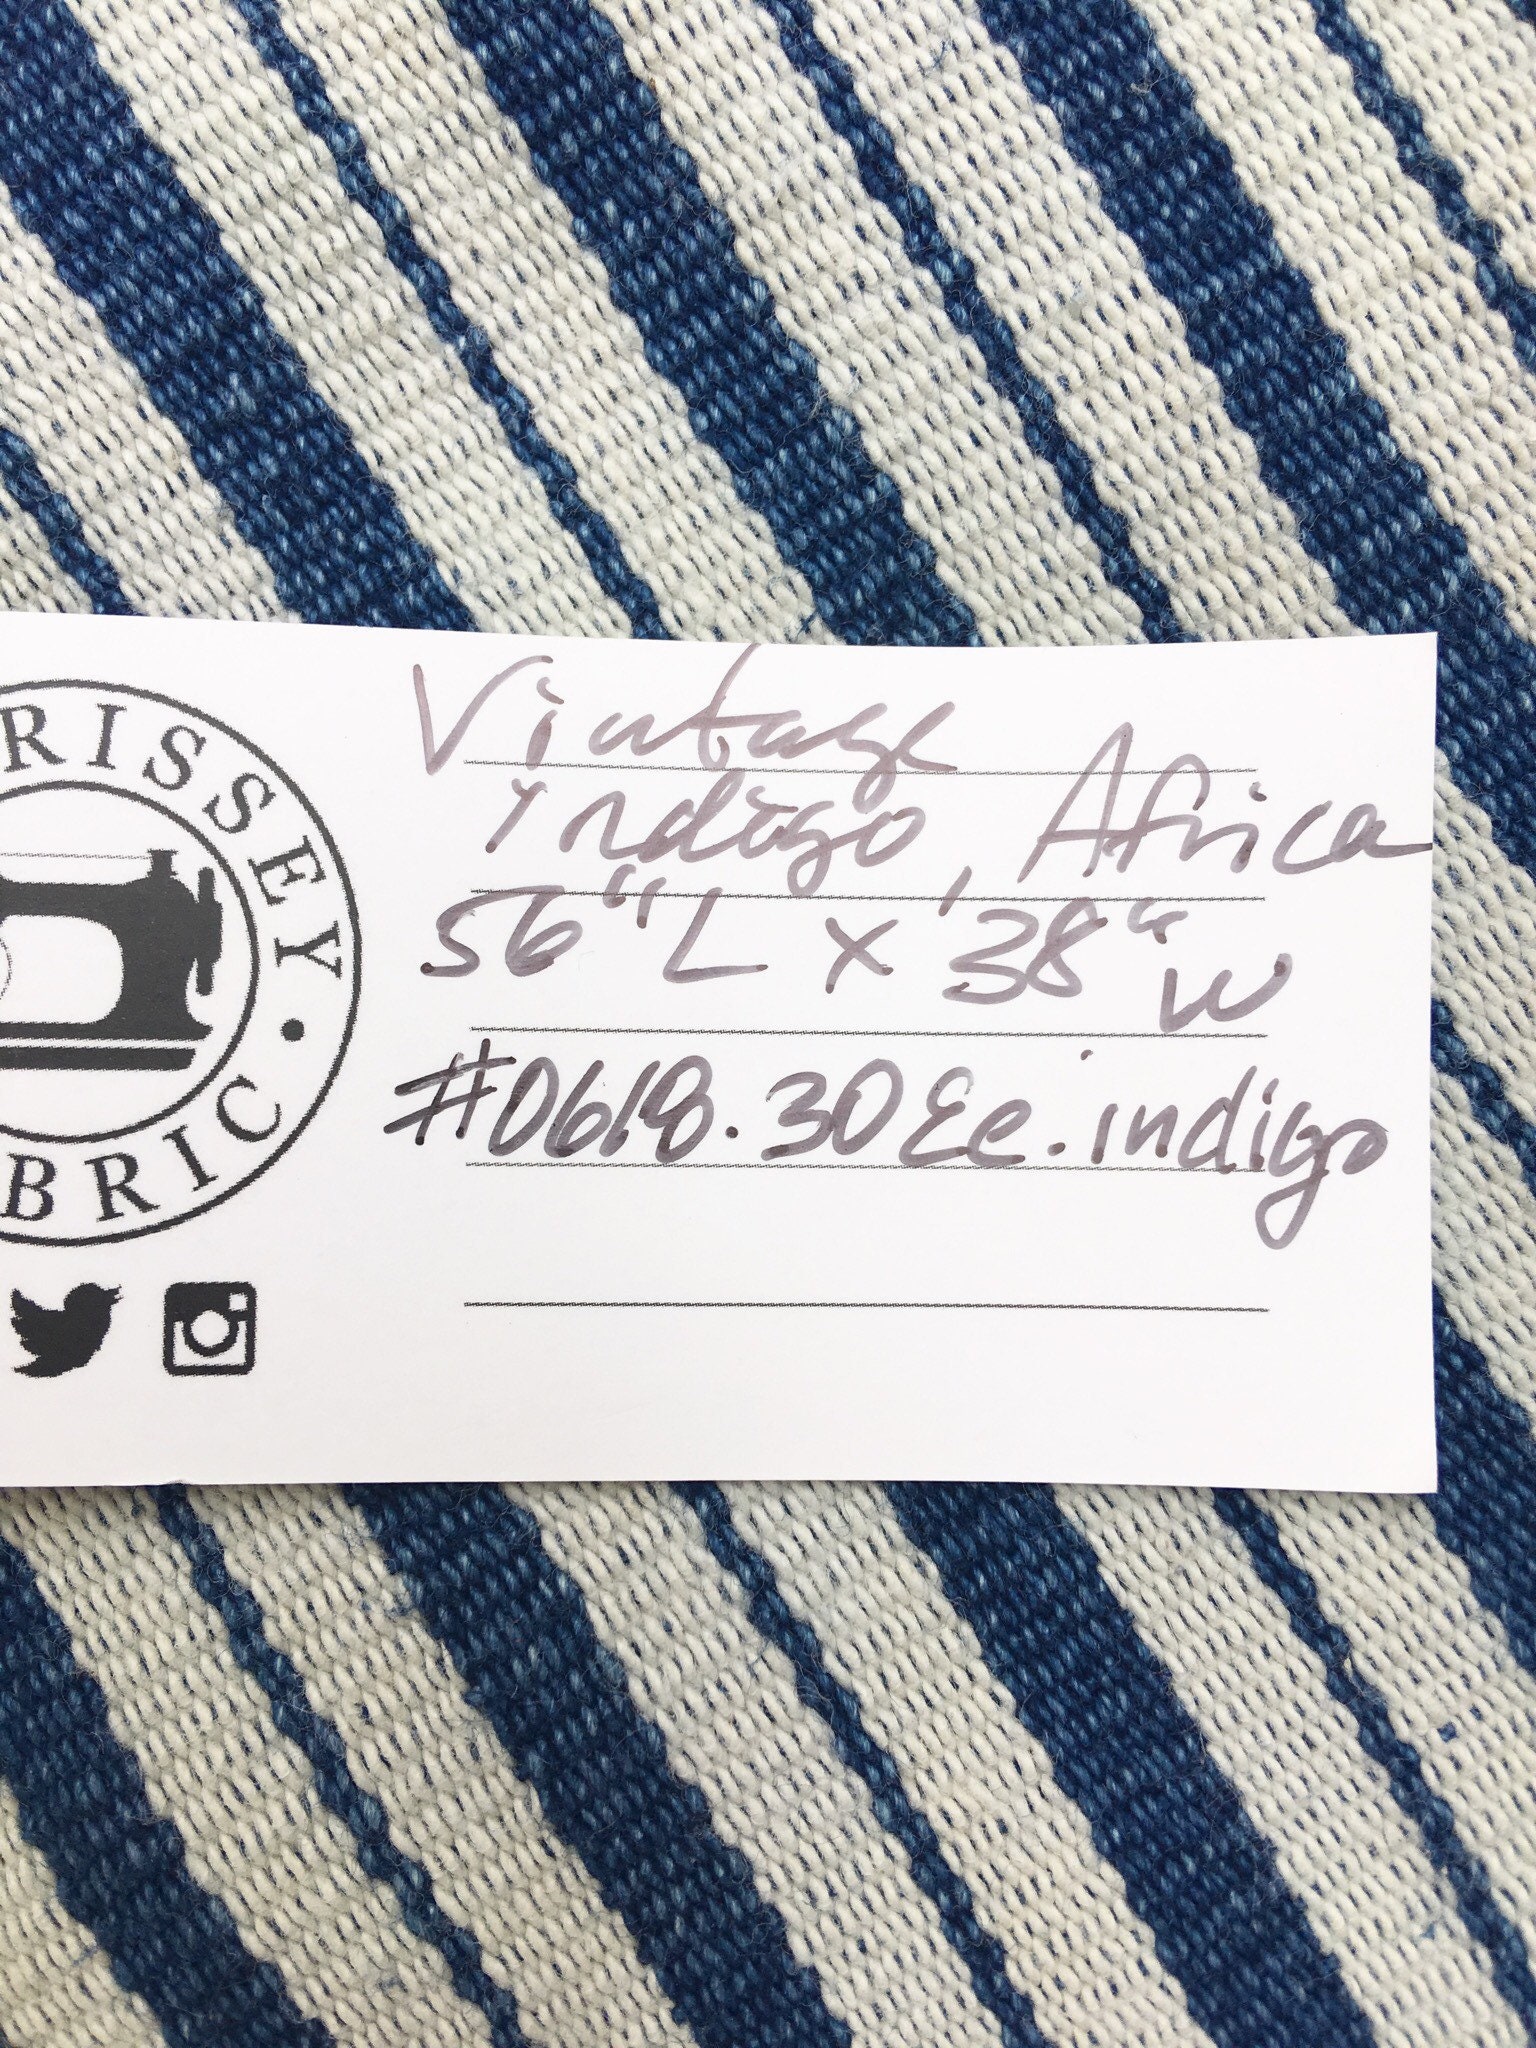 RISSEY • BRIC
Vintage
indigo, Africa
56"L x 38"W
#0618.30Ee.indigo